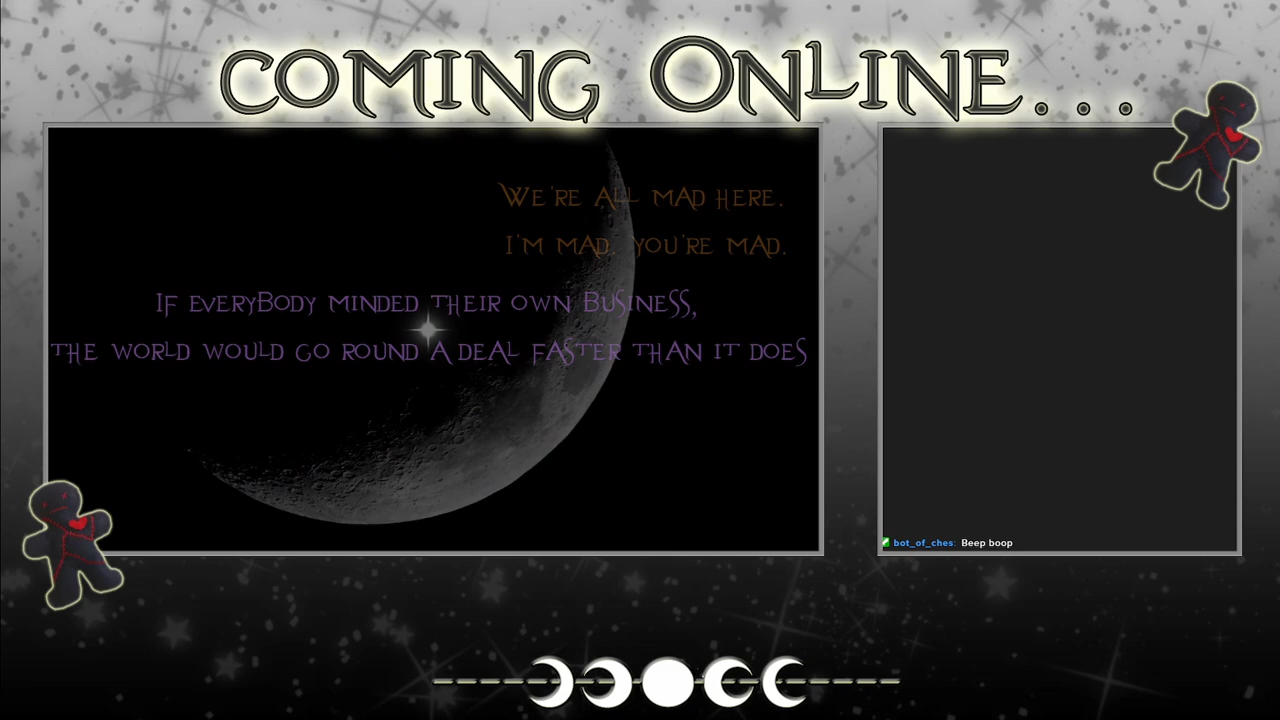 COMING ONLINE...
WE'RE ALL MAD HERE.
I'M MAD. YOU'RE MAD.
IF EVERYBODY MINDED THEIR OWN BUSINESS,
THE WORLD WOULD GO ROUND A DEAL FASTER THAN IT DOES
bot_of_ches: Beep boop